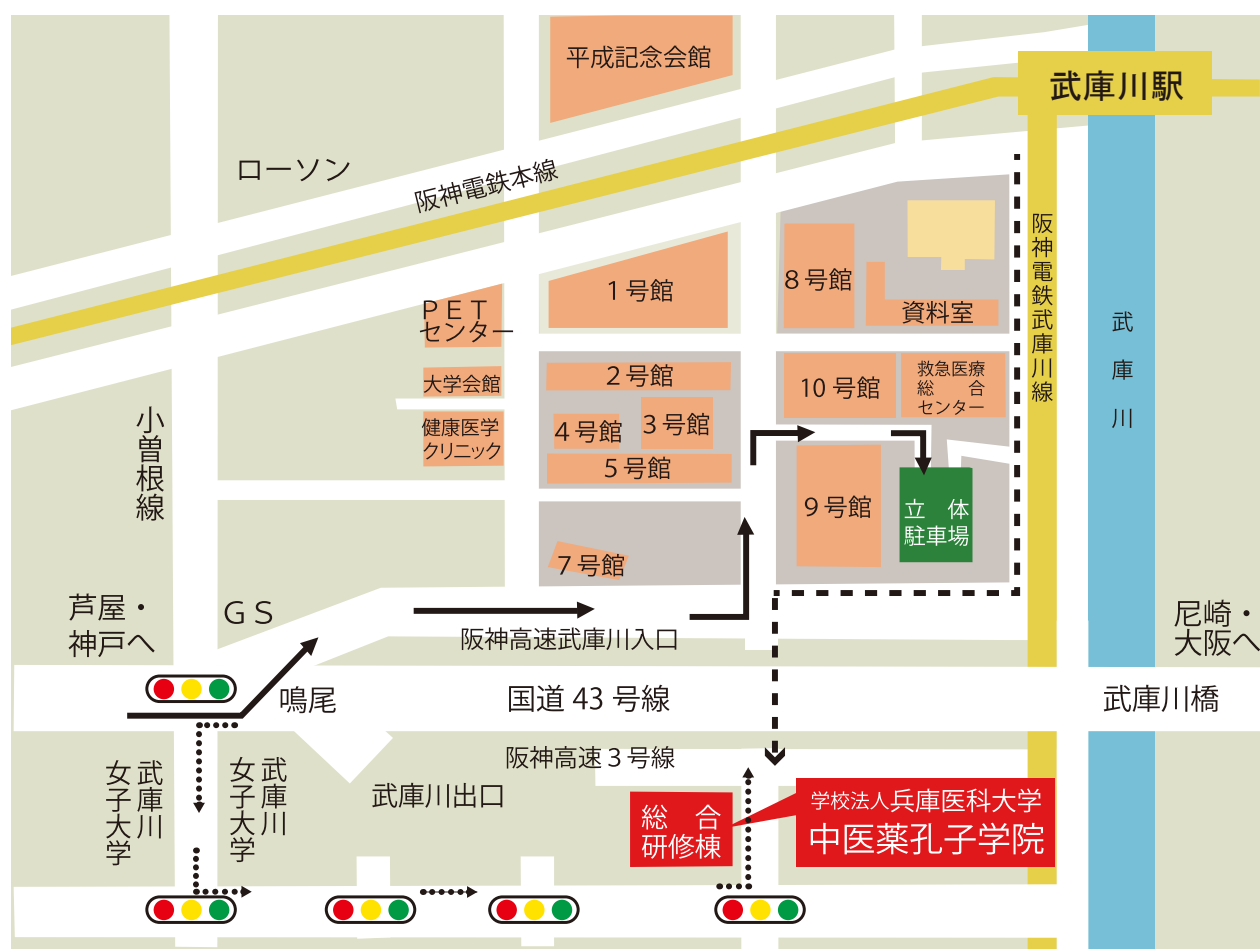 平成記念会館
武庫川駅
ローソン
阪神電鉄本線
阪神電鉄武庫川線
武庫川
1号館
8号館
資料室
ＰＥＴ
センター
大学会館
健康医学
クリニック
2号館
3号館
4号館
5号館
10号館
救急医療
総合
センター
小曽根線
9号館
立体
駐車場
7号館
芦屋・
神戸へ
ＧＳ
阪神高速武庫川入口
尼崎・
大阪へ
鳴尾
国道43号線
武庫川橋
阪神高速3号線
武庫川
女子大学
武庫川
女子大学
武庫川出口
総合
研修棟
学校法人兵庫医科大学
中医薬孔子学院